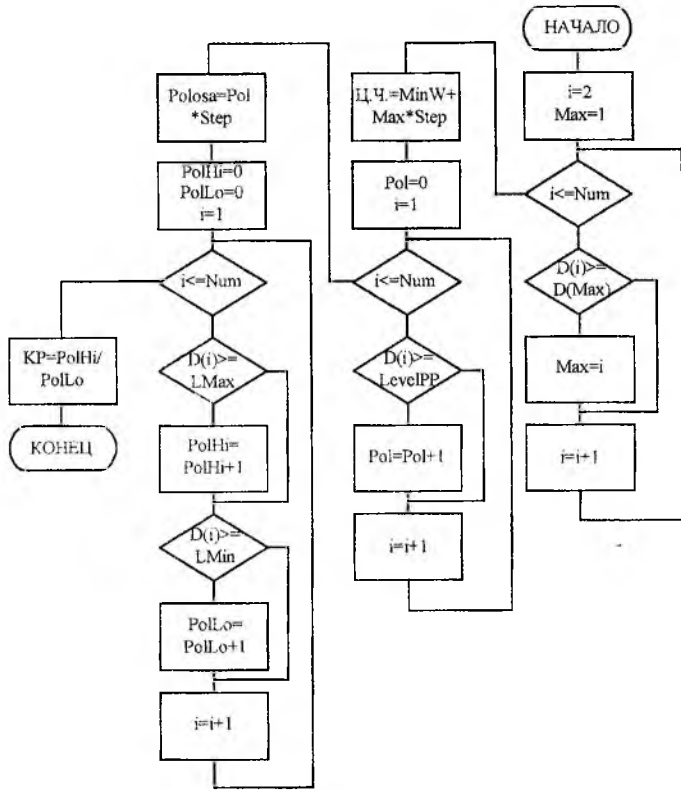 НАЧАЛО
i=2
Max=1
i<=Num
D(i)>=
D(Max)
Max=i
i=i+1
Ц.Ч.=MinW+
Max*Step
Pol=0
i=1
i<=Num
D(i)>=
LevelPP
Pol=Pol+1
i=i+1
Polosa=Pol
*Step
PolHi=0
PolLo=0
i=1
i<=Num
D(i)>=
LMax
PolHi=
PolHi+1
D(i)>=
LMin
PolLo=
PolLo+1
i=i+1
KP=PolHi/
PolLo
КОНЕЦ